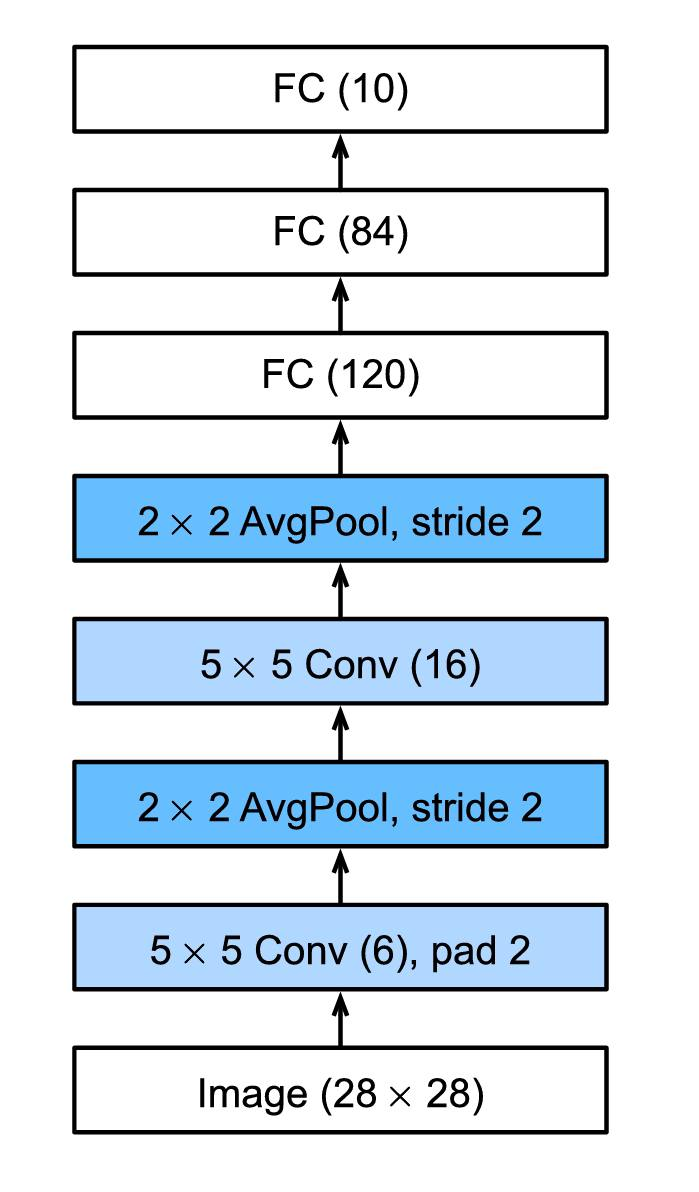 FC (10)
FC (84)
FC (120)
2 × 2 AvgPool, stride 2
5 × 5 Conv (16)
2 × 2 AvgPool, stride 2
5 × 5 Conv (6), pad 2
Image (28 × 28)